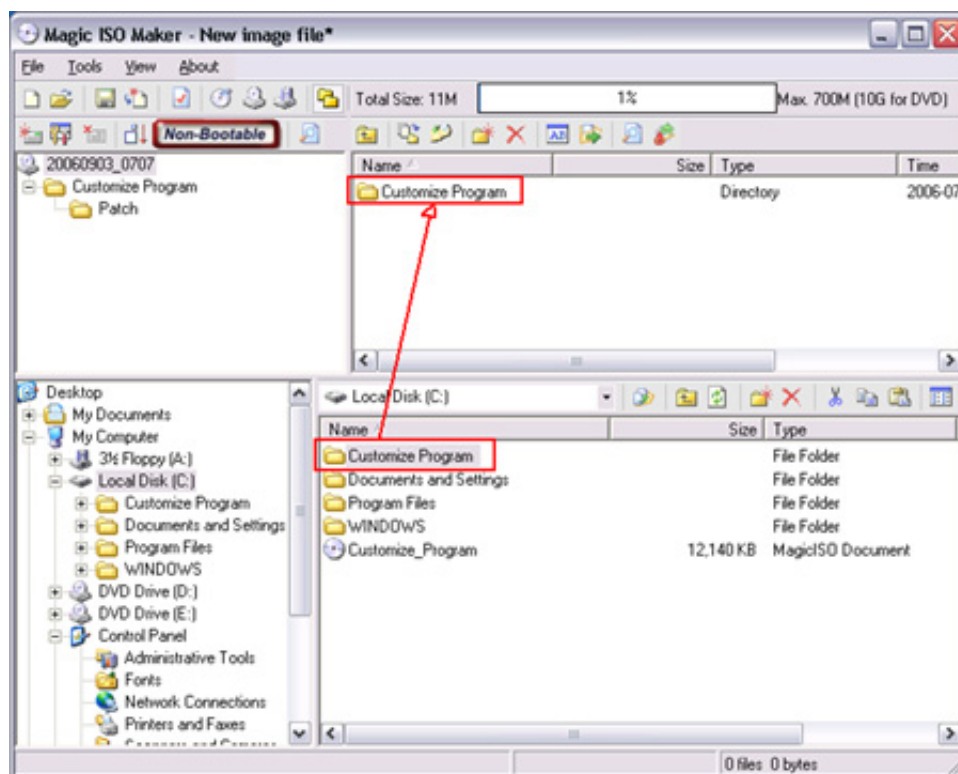 Magic ISO Maker - New image file*
File Tools View About
Total Size: 11M 1% Max. 700M (10G for DVD)
Non-Bootable
20060903_0707
Customize Program
Patch
Name Size Type Time
Customize Program Directory 2006-07
Desktop
My Documents
My Computer
3½ Floppy (A:)
Local Disk (C:)
Customize Program
Documents and Settings
Program Files
WINDOWS
DVD Drive (D:)
DVD Drive (E:)
Control Panel
Administrative Tools
Fonts
Network Connections
Printers and Faxes
Local Disk (C:)
Name Size Type
Customize Program File Folder
Documents and Settings File Folder
Program Files File Folder
WINDOWS File Folder
Customize_Program 12,140 KB MagicISO Document
0 files 0 bytes